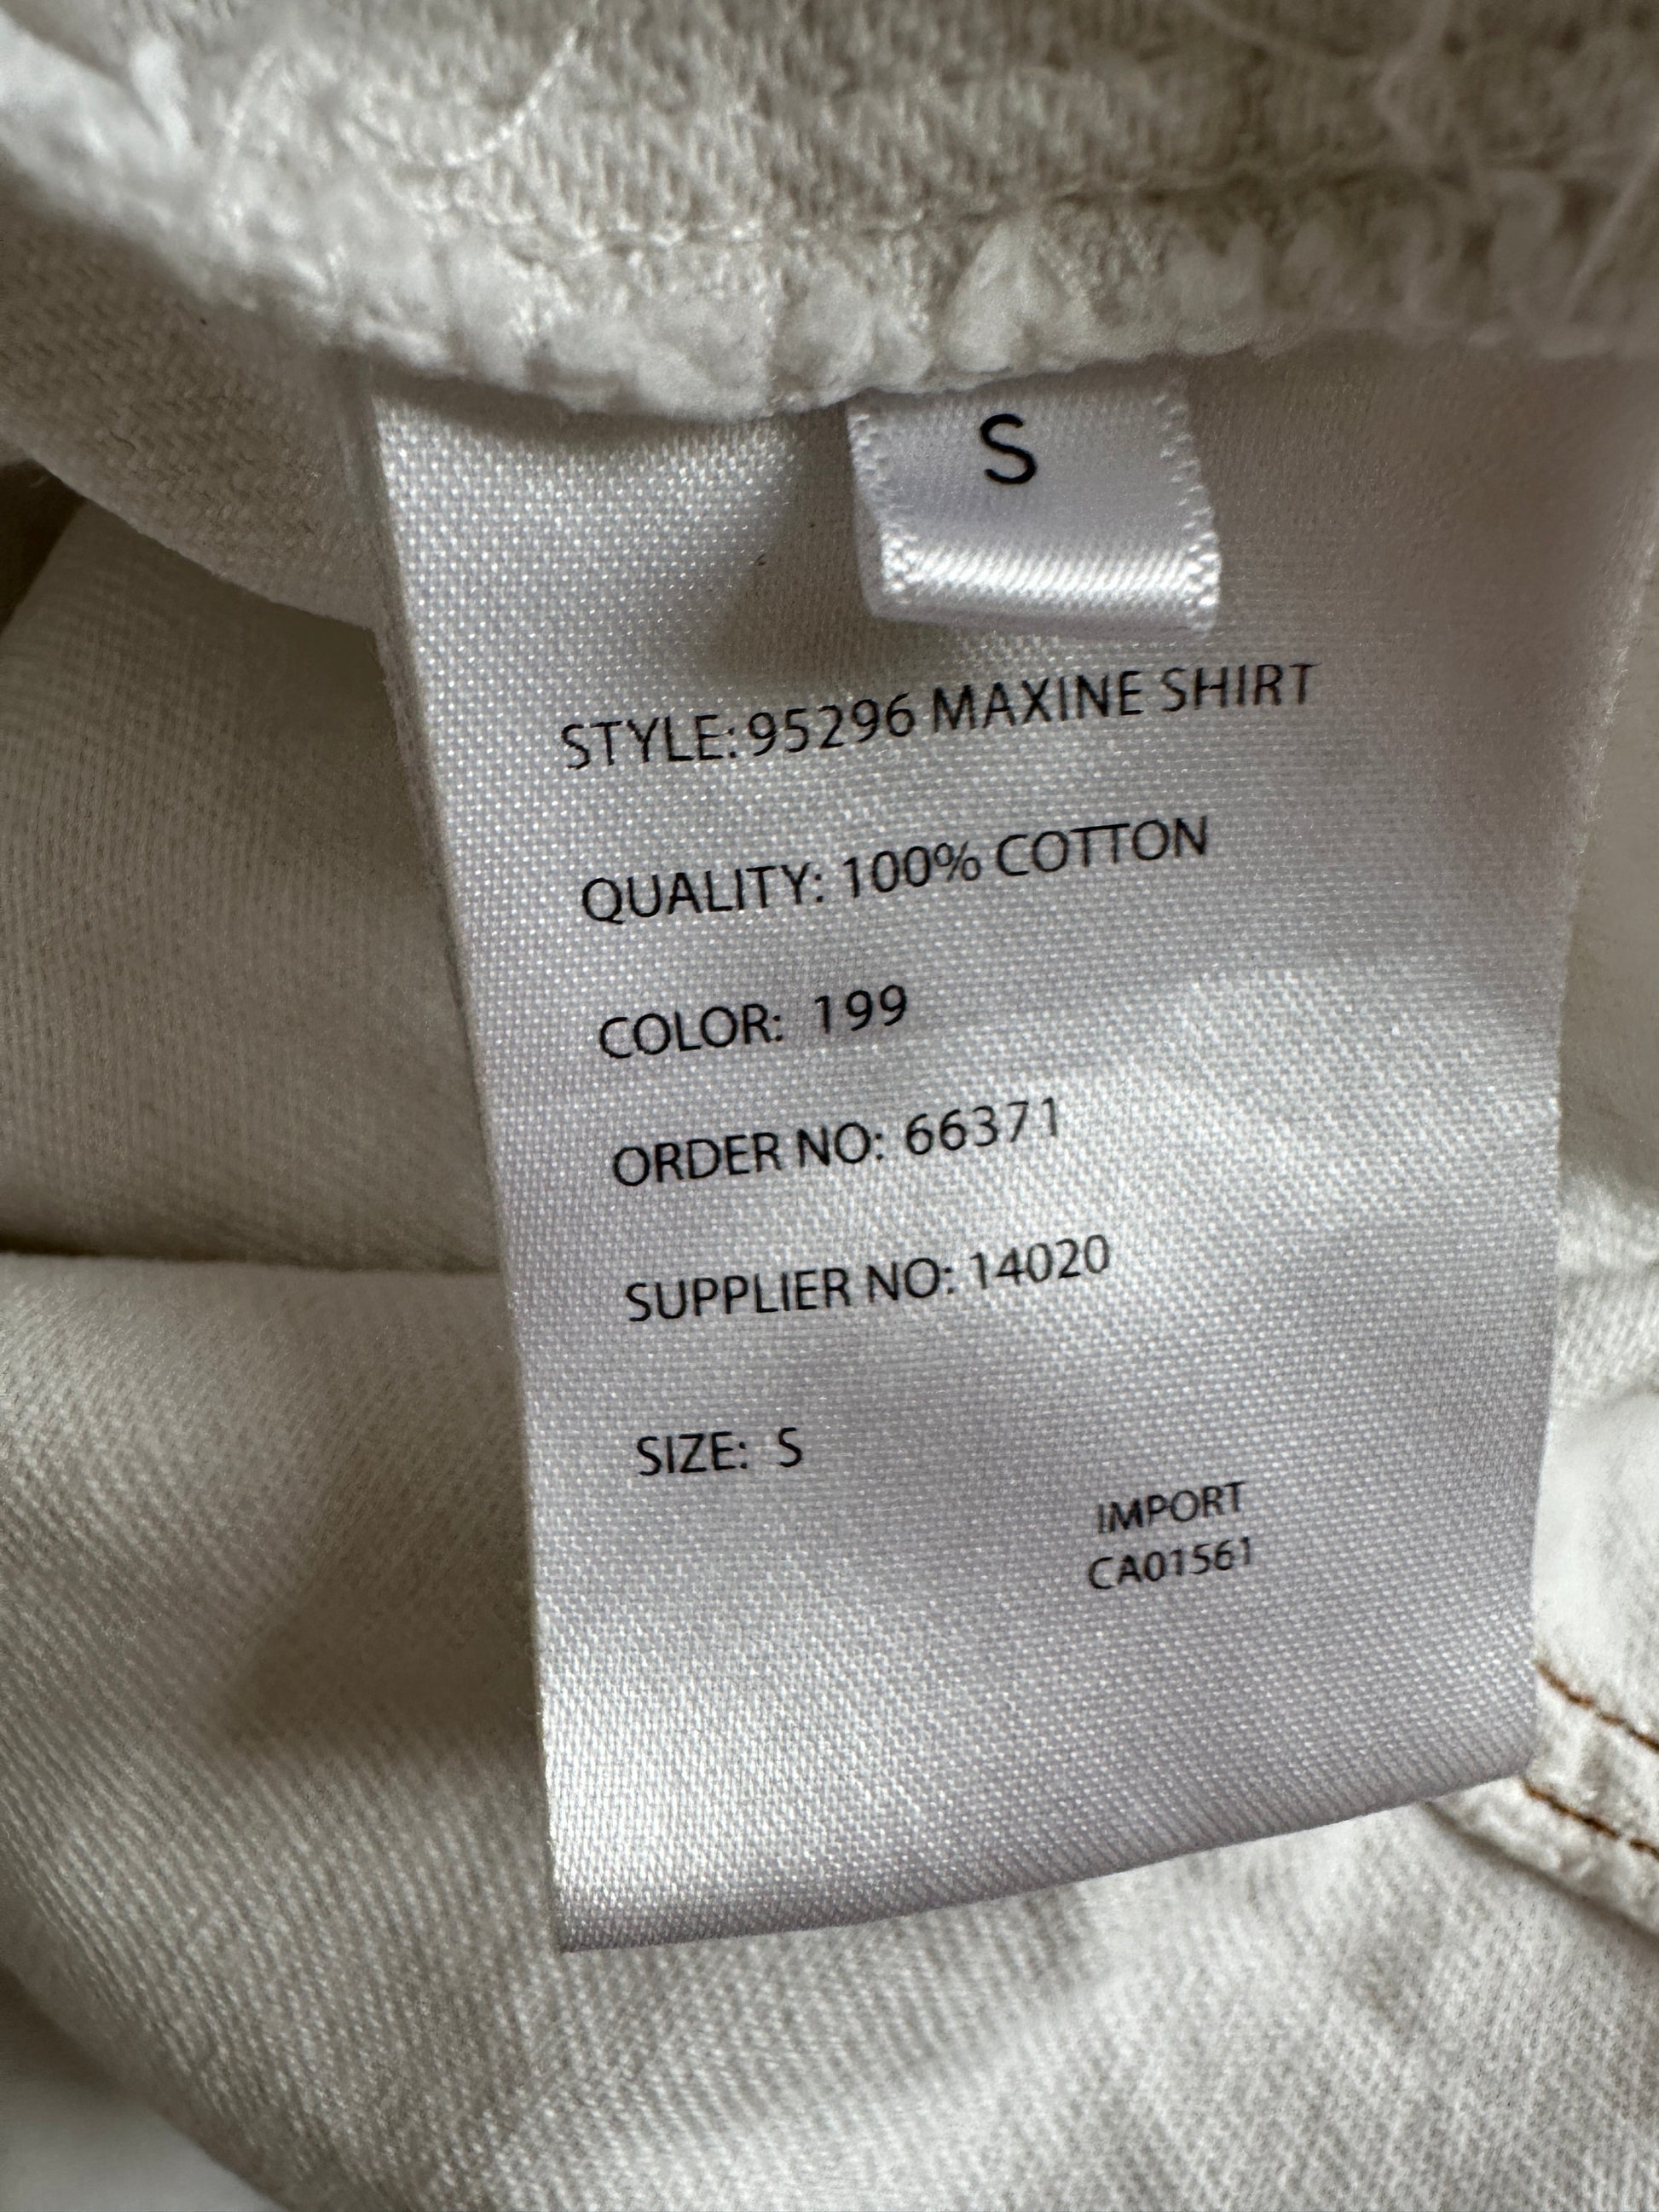 S
STYLE: 95296 MAXINE SHIRT
QUALITY: 100% COTTON
COLOR: 199
ORDER NO: 66371
SUPPLIER NO: 14020
SIZE: S
IMPORT
CA01561